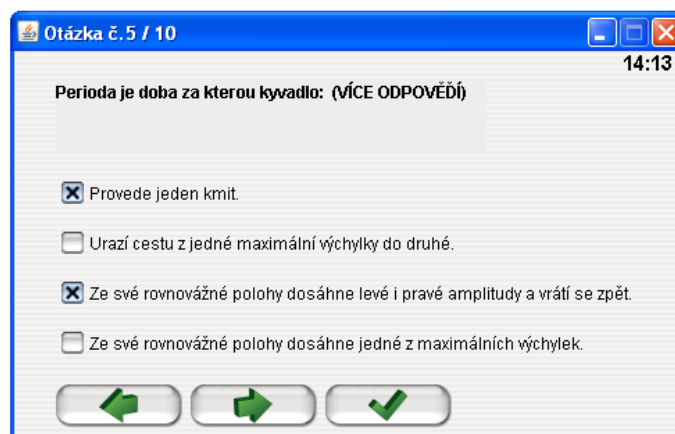 Otázka č.5 / 10
14:13
Perioda je doba za kterou kyvadlo: (VÍCE ODPOVĚĎÍ)
Provede jeden kmit.
Urazí cestu z jedné maximální výchylky do druhé.
Ze své rovnovážné polohy dosáhne levé i pravé amplitudy a vrátí se zpět.
Ze své rovnovážné polohy dosáhne jedné z maximálních výchylek.